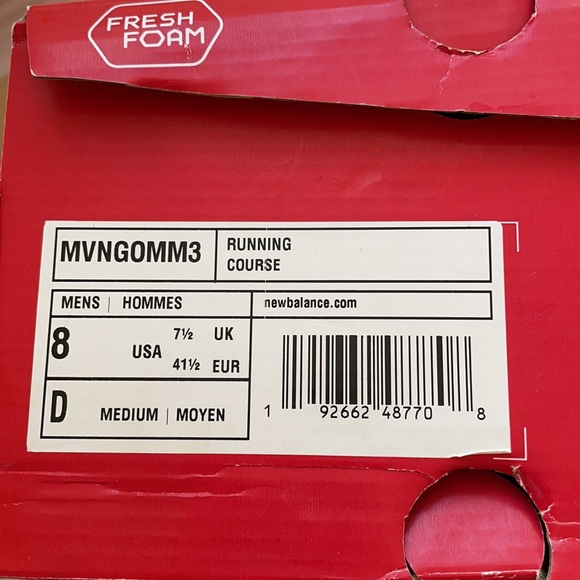 FRESH
FOAM
MVNGOMM3
RUNNING
COURSE
MENS | HOMMES
newbalance.com
8 USA 7½ UK
41½ EUR
D MEDIUM | MOYEN
1 92662 48770 8